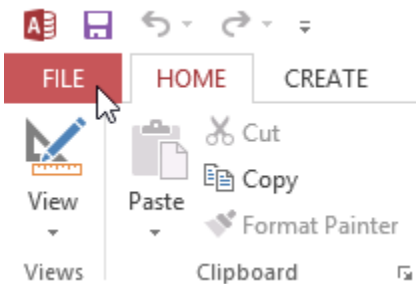 FILE HOME CREATE
Cut
Copy
View Paste
Format Painter
Views Clipboard